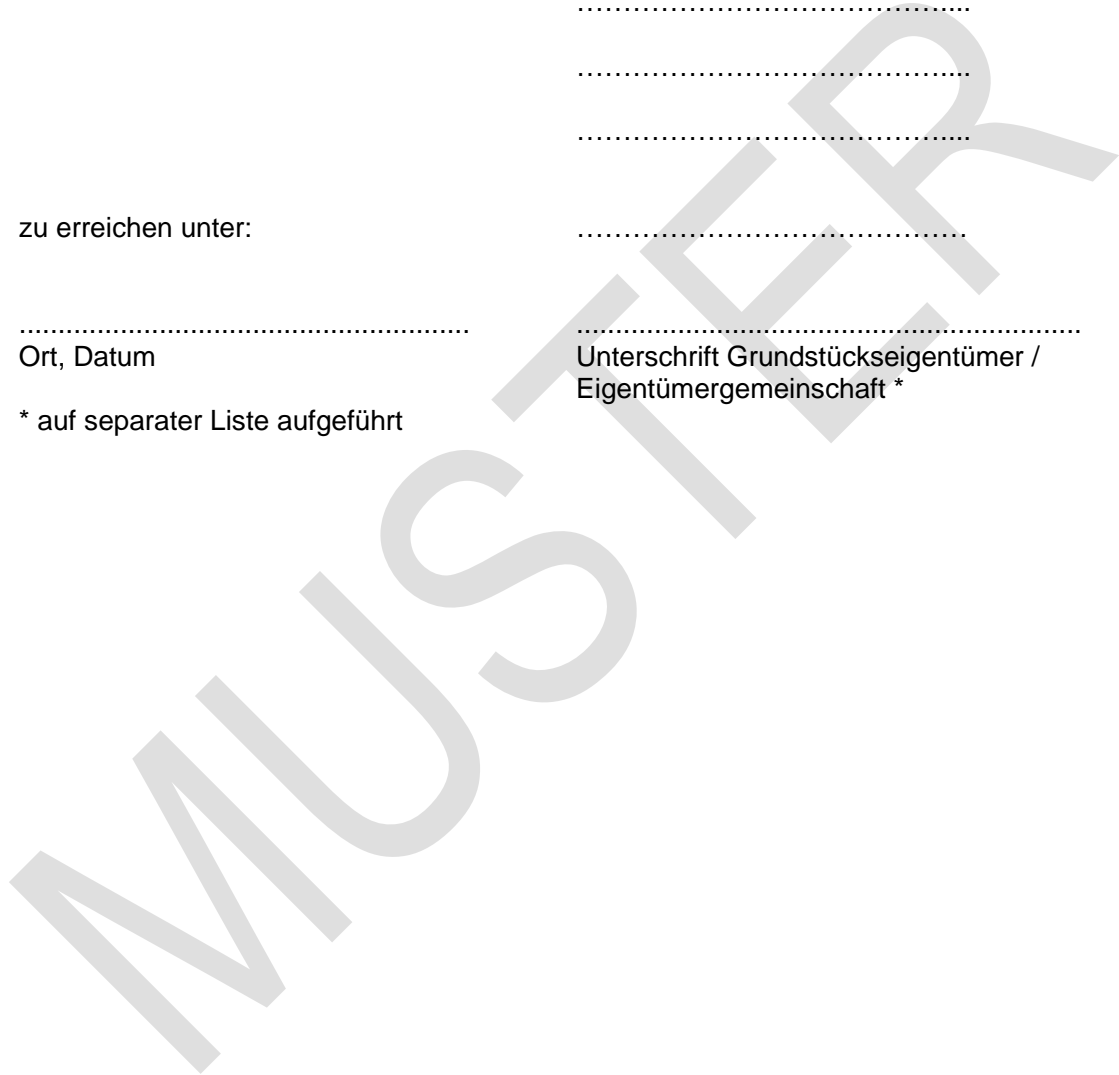 …………………………………....
…………………………………....
…………………………………....
zu erreichen unter: ……………………………………
.......................................................... .................................................................
Ort, Datum Unterschrift Grundstückseigentümer /
Eigentümergemeinschaft *
* auf separater Liste aufgeführt
MUSTER